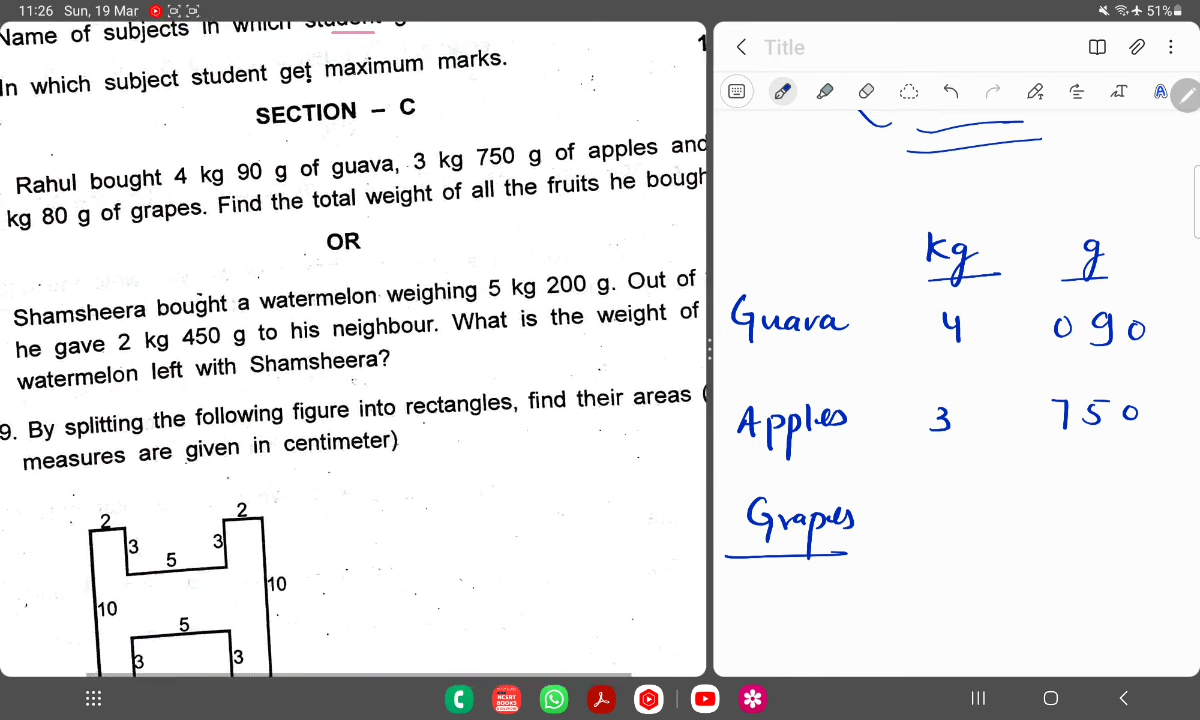 11:26 Sun, 19 Mar
51%
Name of subjects in which
In which subject student get maximum marks.
1
SECTION – C
Rahul bought 4 kg 90 g of guava, 3 kg 750 g of apples and
kg 80 g of grapes. Find the total weight of all the fruits he bough
OR
Shamsheera bought a watermelon weighing 5 kg 200 g. Out of
he gave 2 kg 450 g to his neighbour. What is the weight of
watermelon left with Shamsheera?
9. By splitting the following figure into rectangles, find their areas (
measures are given in centimeter)
2 2
3 3
5
10 10
5
3 3
Title
kg g
Guava 4 090
Apples 3 750
Grapes
NCERT
BOOKS